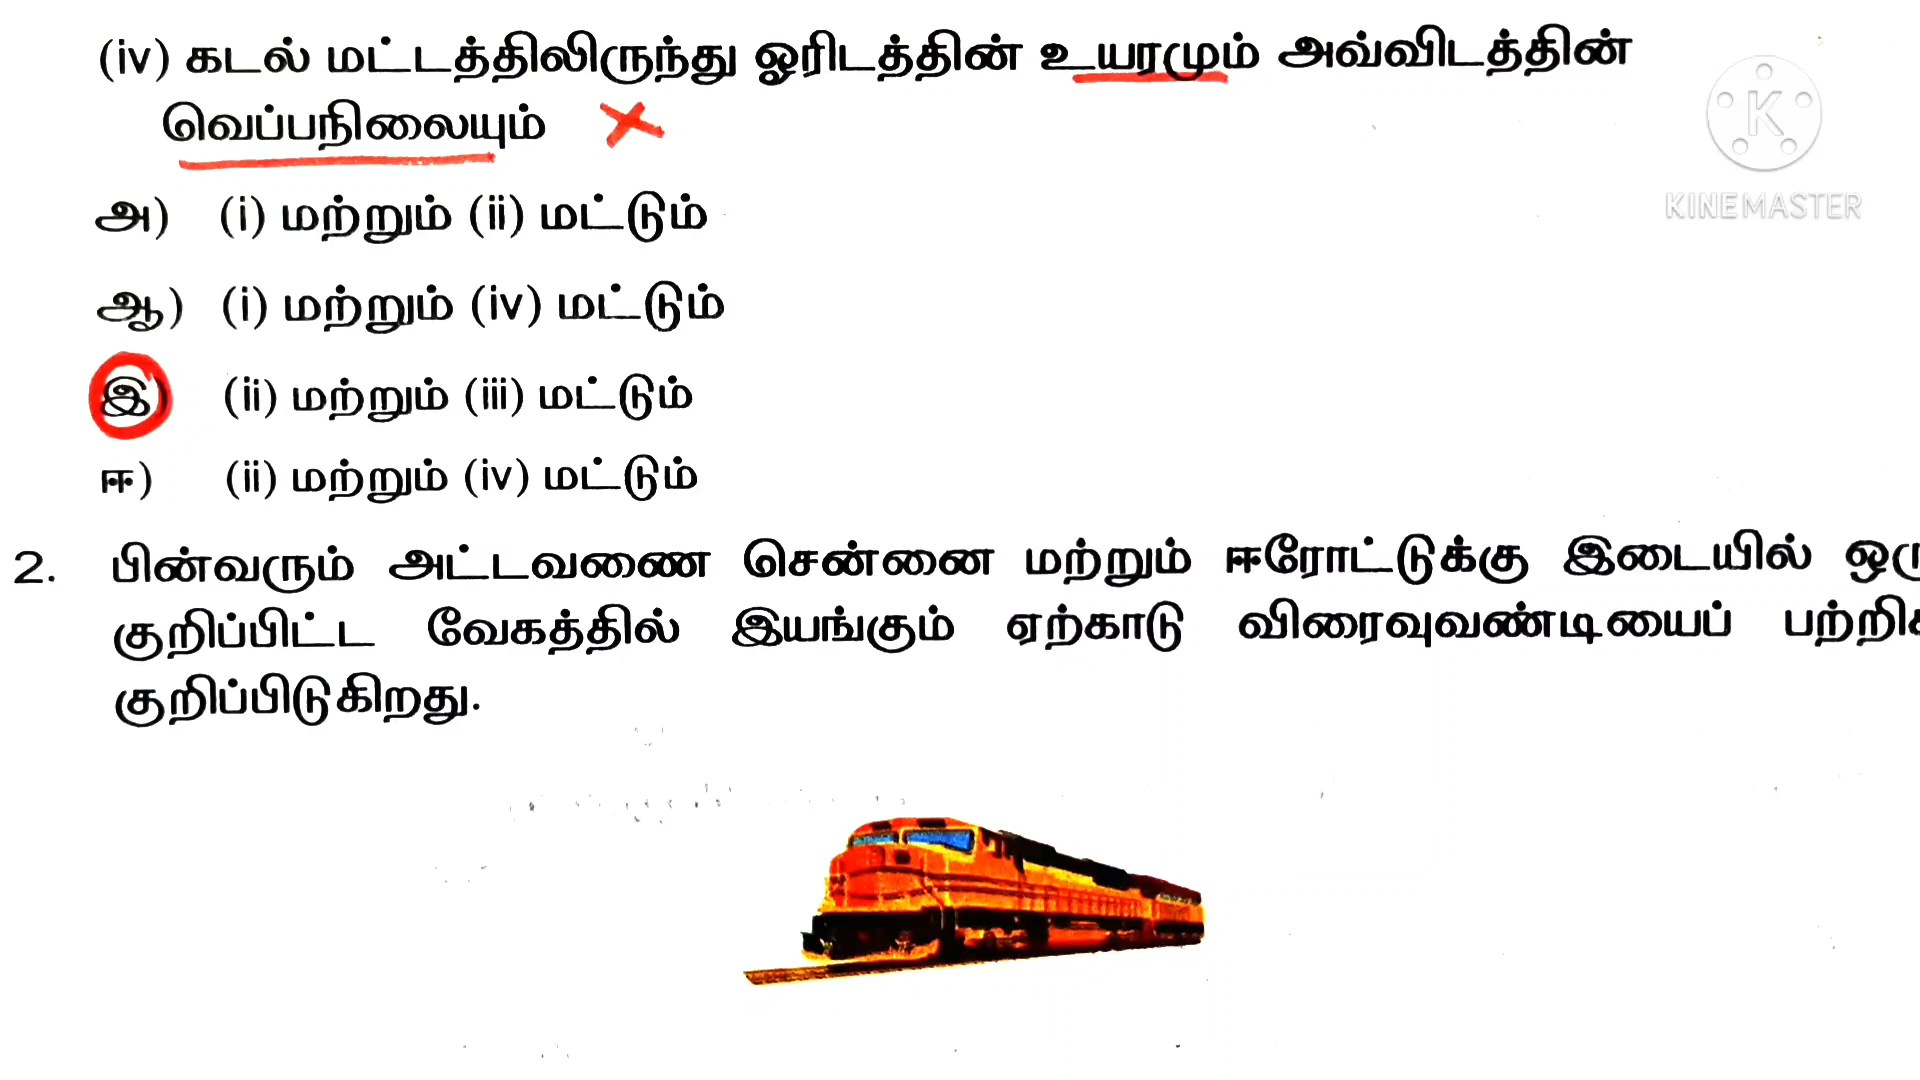 (iv) கடல் மட்டத்திலிருந்து ஓரிடத்தின் உயரமும் அவ்விடத்தின்
வெப்பநிலையும்
அ) (i) மற்றும் (ii) மட்டும்
ஆ) (i) மற்றும் (iv) மட்டும்
இ) (ii) மற்றும் (iii) மட்டும்
ஈ) (ii) மற்றும் (iv) மட்டும்
2. பின்வரும் அட்டவணை சென்னை மற்றும் ஈரோட்டுக்கு இடையில்
குறிப்பிட்ட வேகத்தில் இயங்கும் ஏற்காடு விரைவுவண்டியைப்
குறிப்பிடுகிறது.
K
KINEMASTER